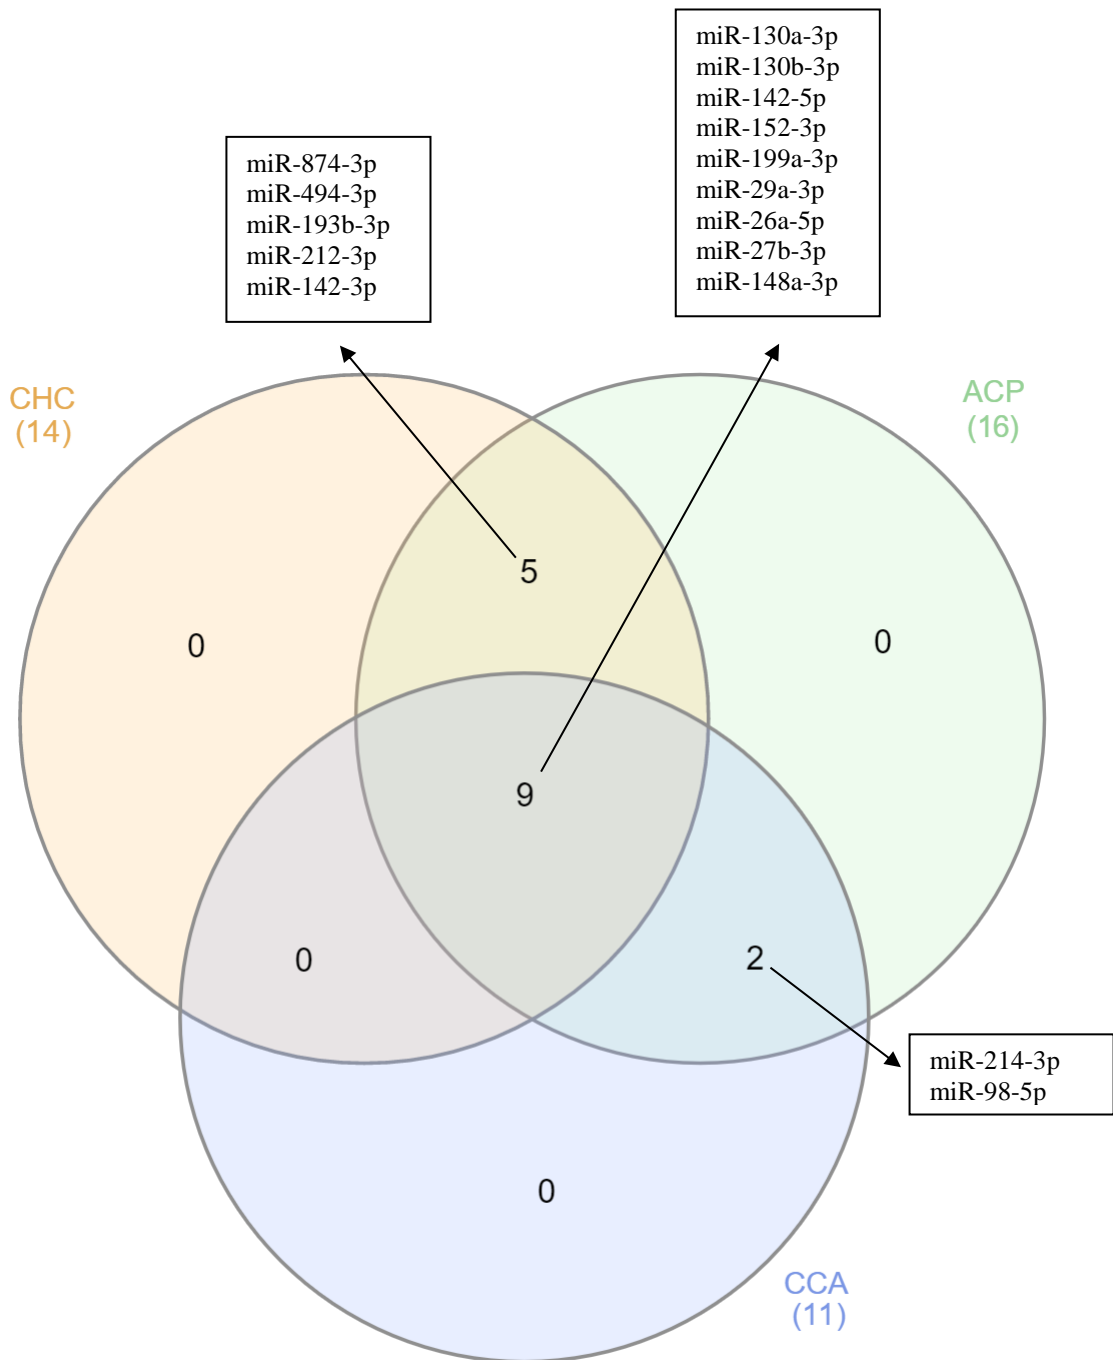 miR-130a-3p
miR-130b-3p
miR-142-5p
miR-152-3p
miR-199a-3p
miR-29a-3p
miR-26a-5p
miR-27b-3p
miR-148a-3p
miR-874-3p
miR-494-3p
miR-193b-3p
miR-212-3p
miR-142-3p
CHC
(14)
ACP
(16)
5
0
0
9
0
2
miR-214-3p
miR-98-5p
0
CCA
(11)